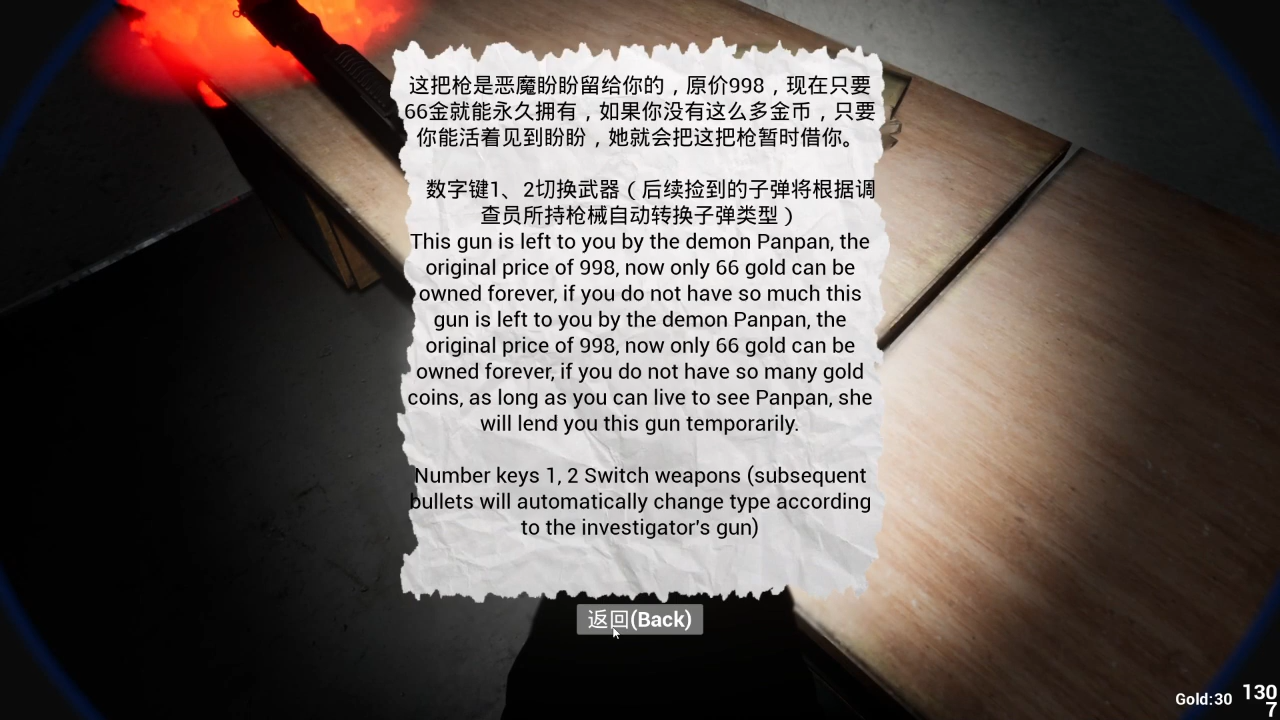 这把枪是恶魔盼盼留给你的，原价998，现在只要
66金就能永久拥有，如果你没有这么多金币，只要
你能活着见到盼盼，她就会把这把枪暂时借你。
数字键1、2切换武器（后续捡到的子弹将根据调
查员所持枪械自动转换子弹类型）
This gun is left to you by the demon Panpan, the
original price of 998, now only 66 gold can be
owned forever, if you do not have so much this
gun is left to you by the demon Panpan, the
original price of 998, now only 66 gold can be
owned forever, if you do not have so many gold
coins, as long as you can live to see Panpan, she
will lend you this gun temporarily.
Number keys 1, 2 Switch weapons (subsequent
bullets will automatically change type according
to the investigator's gun)
返回(Back)
Gold:30 130
7